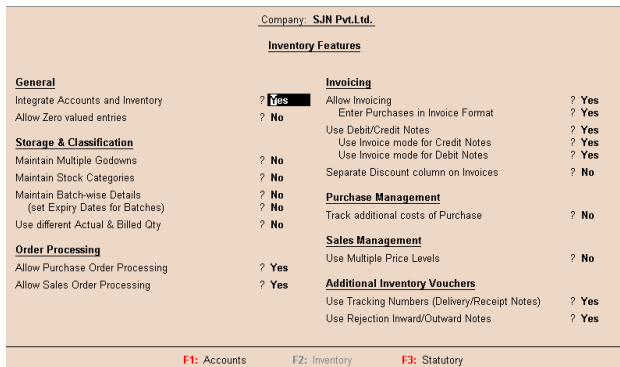 Company: SJN Pvt.Ltd.
Inventory Features
General
Integrate Accounts and Inventory ? Yes
Allow Zero valued entries ? No
Storage & Classification
Maintain Multiple Godowns ? No
Maintain Stock Categories ? No
Maintain Batch-wise Details ? No
(set Expiry Dates for Batches) ? No
Use different Actual & Billed Qty ? No
Order Processing
Allow Purchase Order Processing ? Yes
Allow Sales Order Processing ? Yes
Invoicing
Allow Invoicing ? Yes
Enter Purchases in Invoice Format ? Yes
Use Debit/Credit Notes ? Yes
Use Invoice mode for Credit Notes ? Yes
Use Invoice mode for Debit Notes ? Yes
Separate Discount column on Invoices ? No
Purchase Management
Track additional costs of Purchase ? No
Sales Management
Use Multiple Price Levels ? No
Additional Inventory Vouchers
Use Tracking Numbers (Delivery/Receipt Notes) ? Yes
Use Rejection Inward/Outward Notes ? Yes
F1: Accounts F2: Inventory F3: Statutory